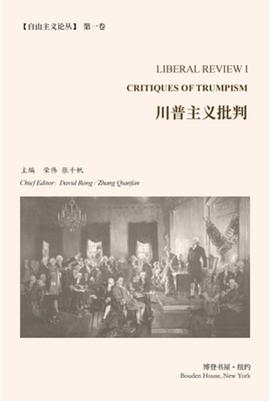 【自由主义论丛】 第一卷
LIBERAL REVIEW I
CRITIQUES OF TRUMPISM
川普主义批判
主编 荣伟 张千帆
Chief Editor: David Rong / Zhang Qianfan
博登书屋·纽约
Bouden House, New York